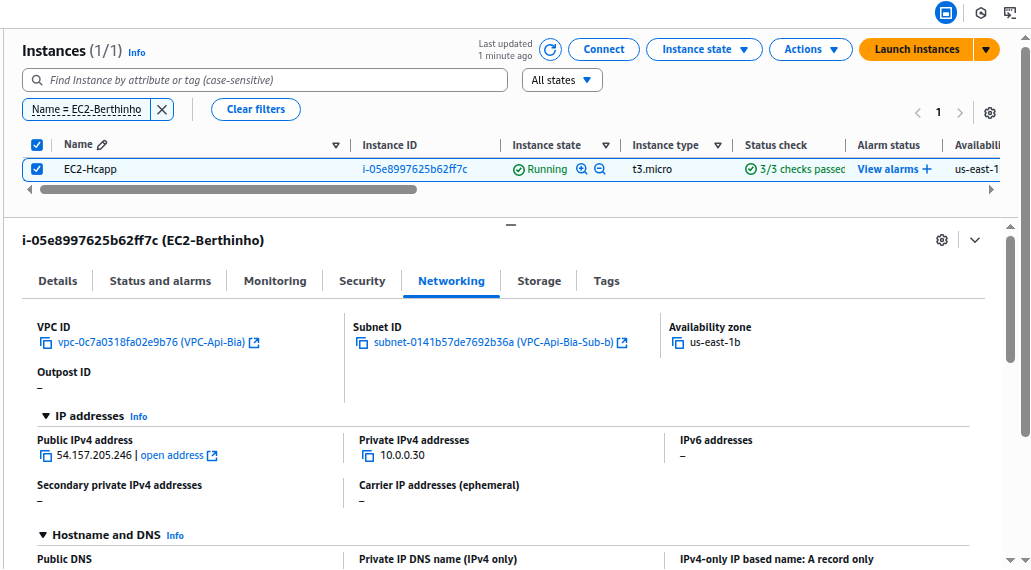 Instances (1/1) Info
Last updated
1 minute ago
Connect
Instance state
Actions
Launch instances
Find Instance by attribute or tag (case-sensitive)
All states
Name = EC2-Berthinho
Clear filters
1
Name
Instance ID
Instance state
Instance type
Status check
Alarm status
Availabili
EC2-Hcapp
i-05e8997625b62ff7c
Running
t3.micro
3/3 checks passed
View alarms +
us-east-1
i-05e8997625b62ff7c (EC2-Berthinho)
Details
Status and alarms
Monitoring
Security
Networking
Storage
Tags
VPC ID
vpc-0c7a0318fa02e9b76 (VPC-Api-Bia)
Subnet ID
subnet-0141b57de7692b36a (VPC-Api-Bia-Sub-b)
Availability zone
us-east-1b
Outpost ID
–
IP addresses Info
Public IPv4 address
54.157.205.246 | open address
Private IPv4 addresses
10.0.0.30
IPv6 addresses
–
Secondary private IPv4 addresses
–
Carrier IP addresses (ephemeral)
–
Hostname and DNS Info
Public DNS
Private IP DNS name (IPv4 only)
IPv4-only IP based name: A record only